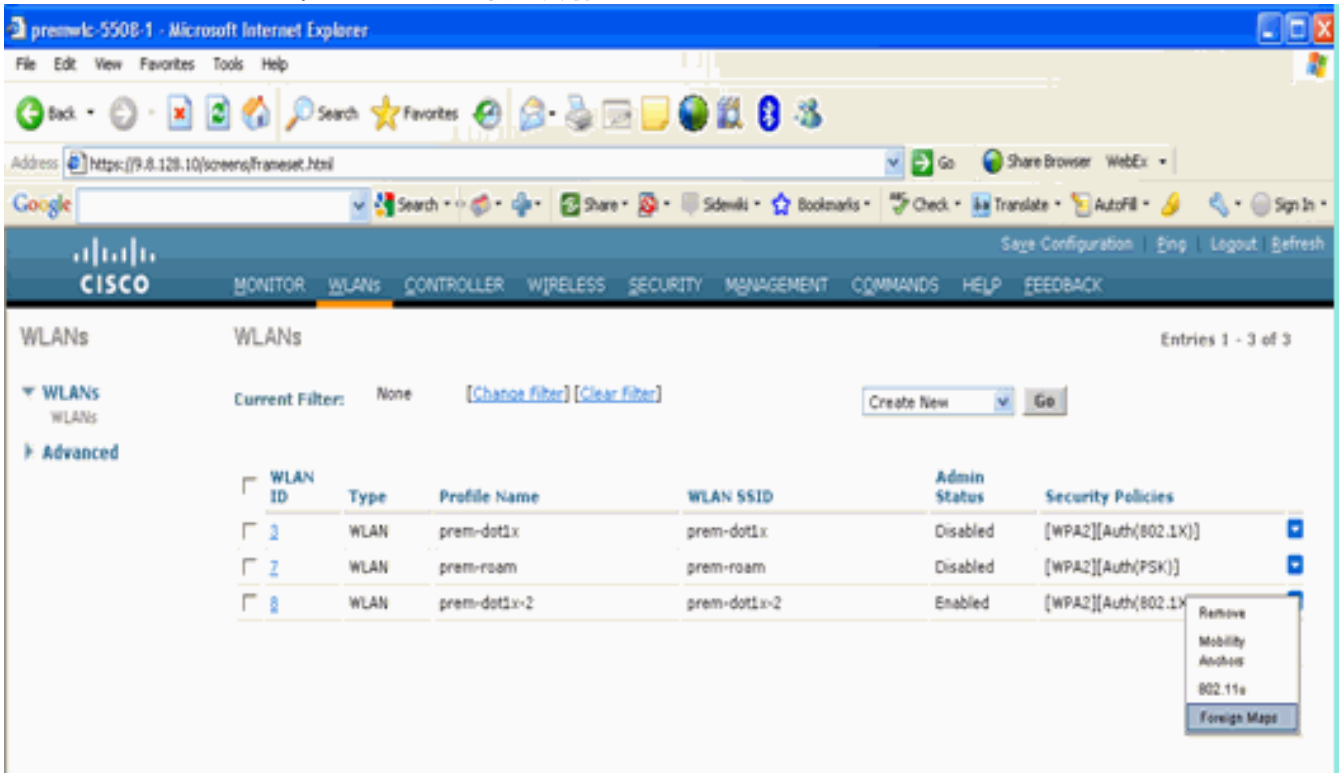 premwlc-5508-1 - Microsoft Internet Explorer
File Edit View Favorites Tools Help
Back Search Favorites
Address https://9.8.128.10/screens/frameset.html Go Share Browser WebEx
Google Search Share Sidewiki Bookmarks Check Translate AutoFill Sign In
Save Configuration Ping Logout Refresh
CISCO MONITOR WLANs CONTROLLER WIRELESS SECURITY MANAGEMENT COMMANDS HELP FEEDBACK
WLANs WLANs Entries 1 - 3 of 3
WLANs Current Filter: None [Change Filter] [Clear Filter] Create New Go
WLANs
Advanced
WLAN ID Type Profile Name WLAN SSID Admin Status Security Policies
3 WLAN prem-dot1x prem-dot1x Disabled [WPA2][Auth(802.1X)]
7 WLAN prem-roam prem-roam Disabled [WPA2][Auth(PSK)]
8 WLAN prem-dot1x-2 prem-dot1x-2 Enabled [WPA2][Auth(802.1X
Remove
Mobility
Anchors
802.11u
Foreign Maps